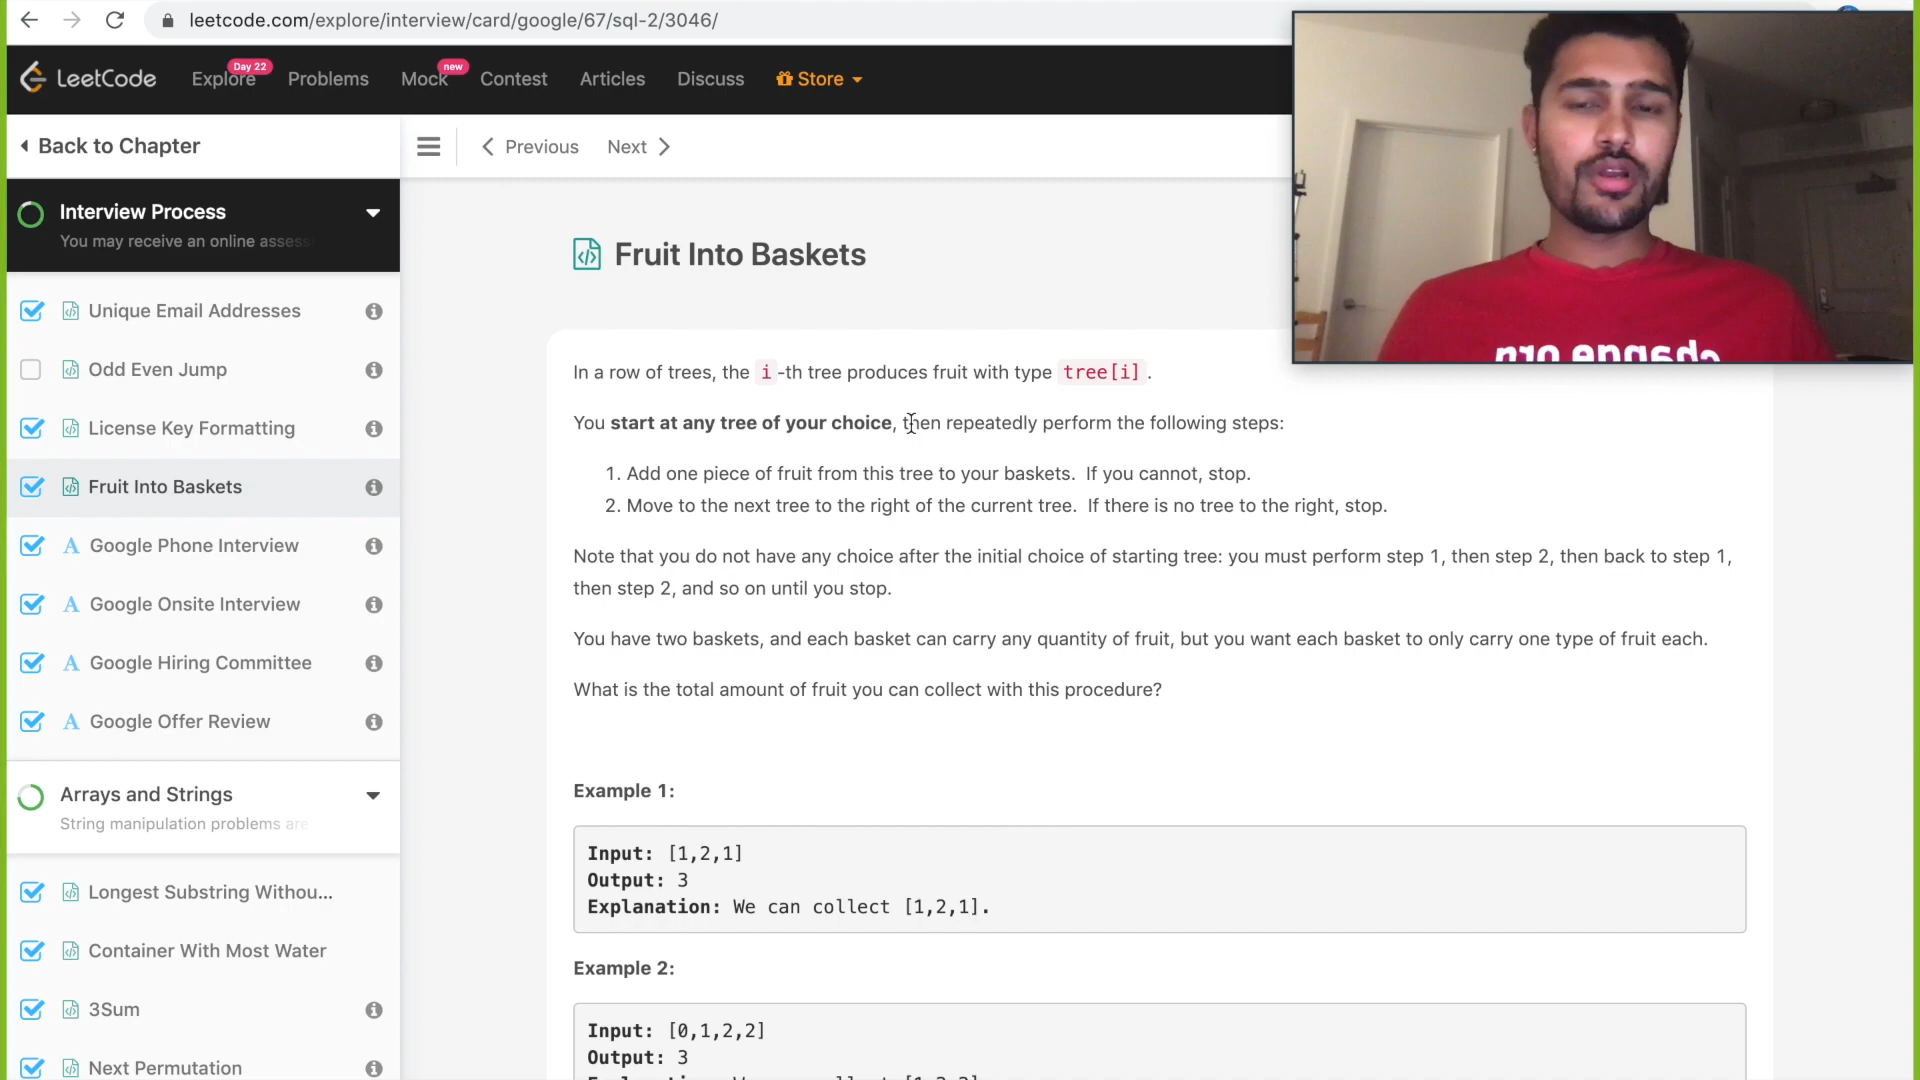 leetcode.com/explore/interview/card/google/67/sql-2/3046/
LeetCode Explore Day 22 Problems Mock new Contest Articles Discuss Store
Back to Chapter
Previous Next
Interview Process
You may receive an online assess
Unique Email Addresses
Odd Even Jump
License Key Formatting
Fruit Into Baskets
Google Phone Interview
Google Onsite Interview
Google Hiring Committee
Google Offer Review
Arrays and Strings
String manipulation problems are
Longest Substring Withou...
Container With Most Water
3Sum
Next Permutation
Fruit Into Baskets
In a row of trees, the i-th tree produces fruit with type tree[i].
You start at any tree of your choice, then repeatedly perform the following steps:
1. Add one piece of fruit from this tree to your baskets. If you cannot, stop.
2. Move to the next tree to the right of the current tree. If there is no tree to the right, stop.
Note that you do not have any choice after the initial choice of starting tree: you must perform step 1, then step 2, then back to step 1,
then step 2, and so on until you stop.
You have two baskets, and each basket can carry any quantity of fruit, but you want each basket to only carry one type of fruit each.
What is the total amount of fruit you can collect with this procedure?
Example 1:
Input: [1,2,1]
Output: 3
Explanation: We can collect [1,2,1].
Example 2:
Input: [0,1,2,2]
Output: 3